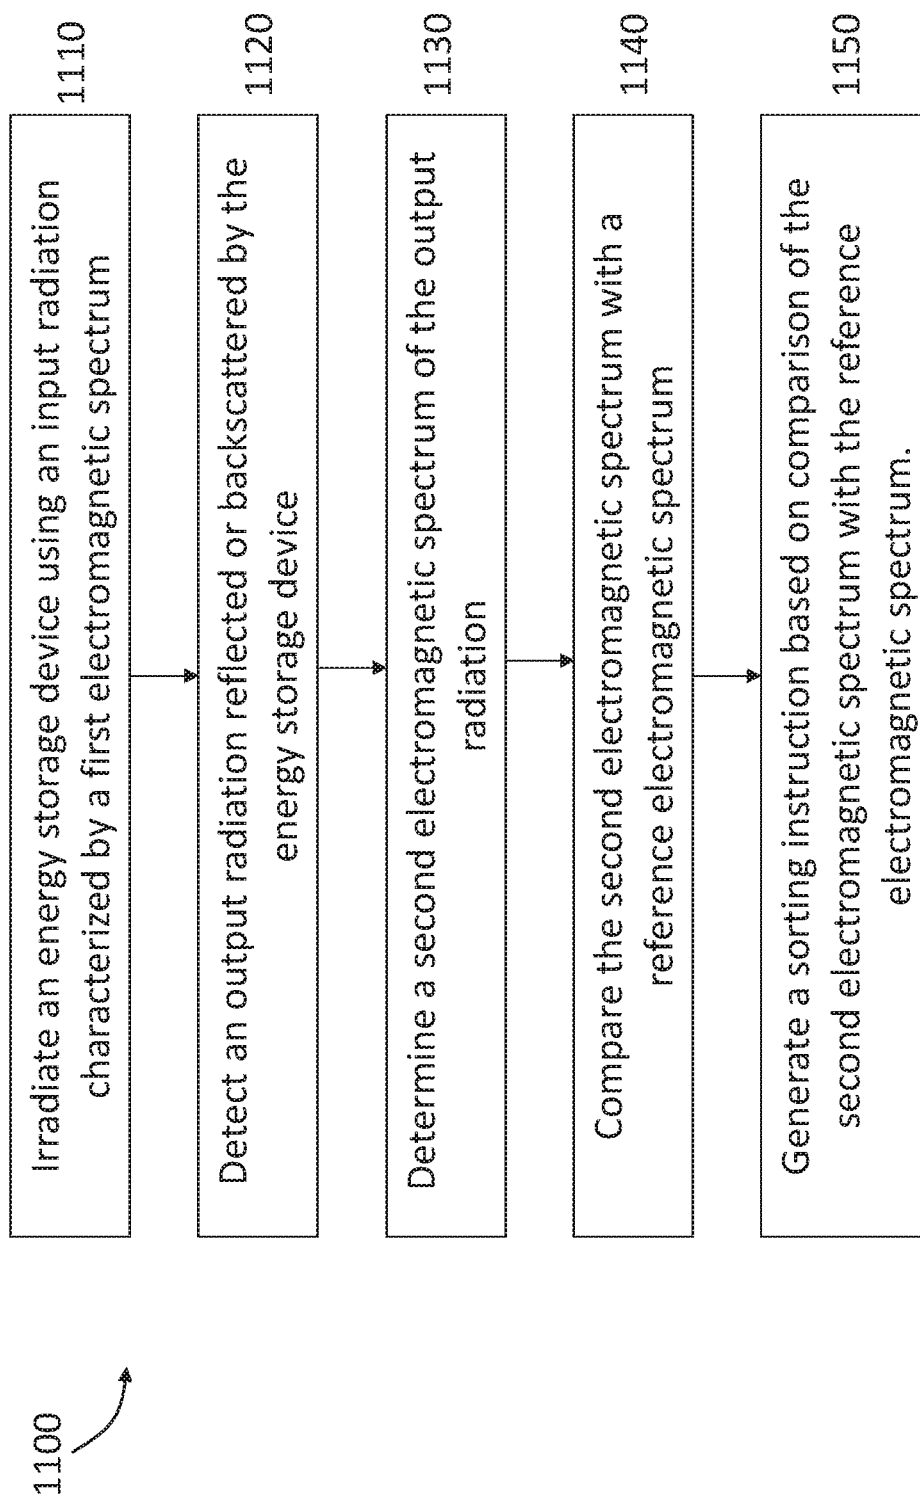 1100
Irradiate an energy storage device using an input radiation
characterized by a first electromagnetic spectrum
1110
Detect an output radiation reflected or backscattered by the
energy storage device
1120
Determine a second electromagnetic spectrum of the output
radiation
1130
Compare the second electromagnetic spectrum with a
reference electromagnetic spectrum
1140
Generate a sorting instruction based on comparison of the
second electromagnetic spectrum with the reference
electromagnetic spectrum.
1150